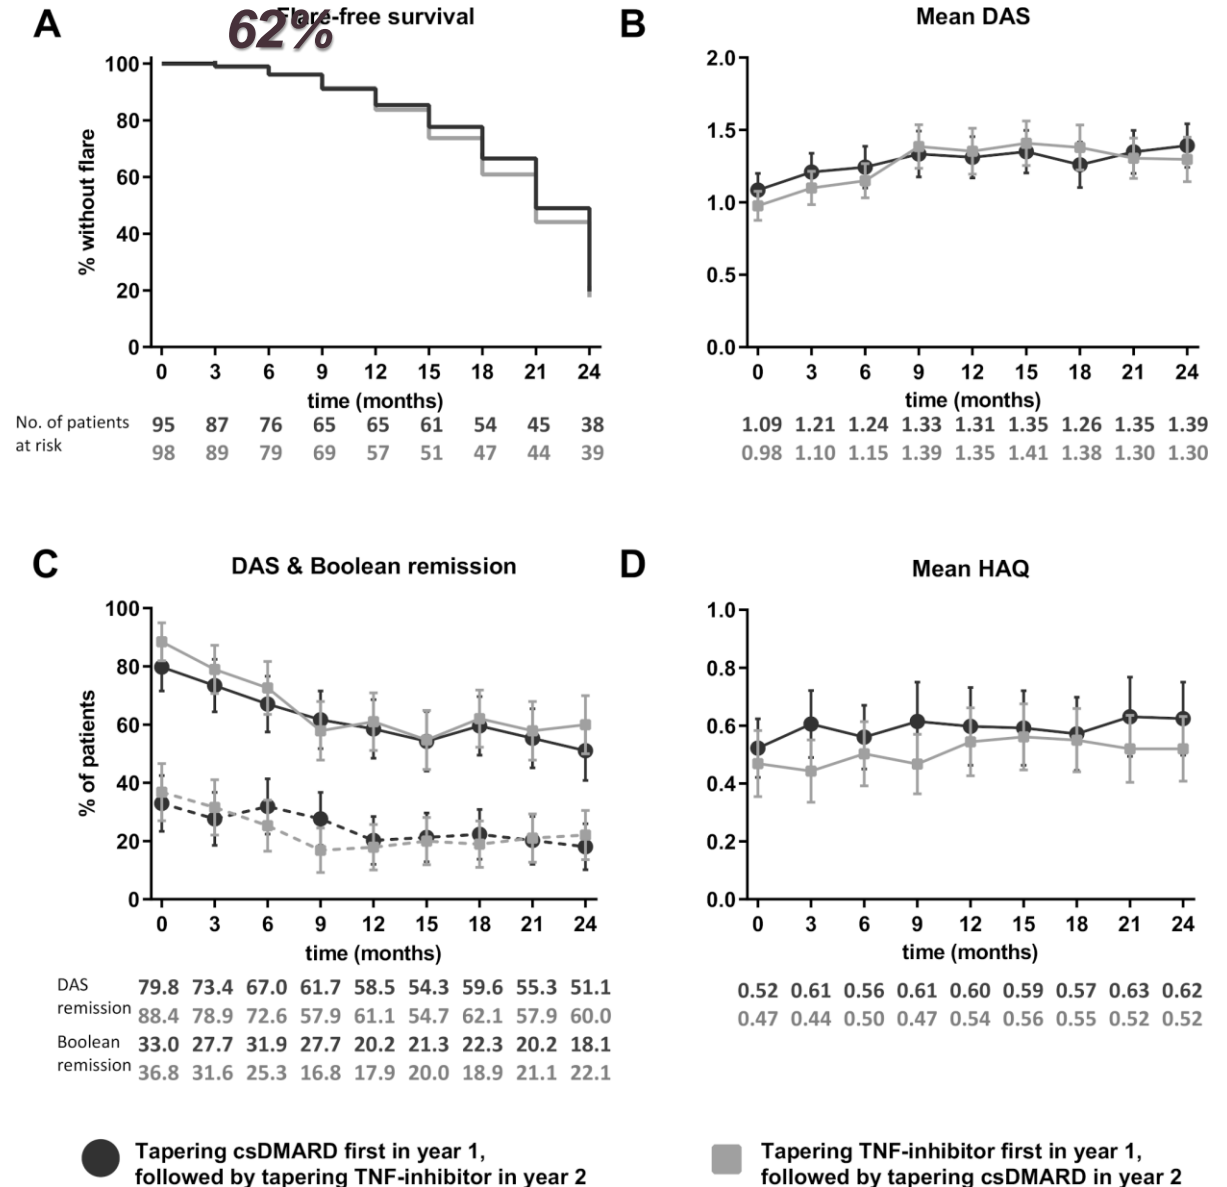 A
Flare-free survival
62%
% without flare
100
80
60
40
20
0
0 3 6 9 12 15 18 21 24
time (months)
No. of patients
at risk
95 87 76 65 65 61 54 45 38
98 89 79 69 57 51 47 44 39
B
Mean DAS
2.0
1.5
1.0
0.5
0.0
0 3 6 9 12 15 18 21 24
time (months)
1.09 1.21 1.24 1.33 1.31 1.35 1.26 1.35 1.39
0.98 1.10 1.15 1.39 1.35 1.41 1.38 1.30 1.30
C
DAS & Boolean remission
% of patients
100
80
60
40
20
0
0 3 6 9 12 15 18 21 24
time (months)
DAS
remission
79.8 73.4 67.0 61.7 58.5 54.3 59.6 55.3 51.1
88.4 78.9 72.6 57.9 61.1 54.7 62.1 57.9 60.0
Boolean
remission
33.0 27.7 31.9 27.7 20.2 21.3 22.3 20.2 18.1
36.8 31.6 25.3 16.8 17.9 20.0 18.9 21.1 22.1
D
Mean HAQ
1.0
0.8
0.6
0.4
0.2
0.0
0 3 6 9 12 15 18 21 24
time (months)
0.52 0.61 0.56 0.61 0.60 0.59 0.57 0.63 0.62
0.47 0.44 0.50 0.47 0.54 0.56 0.55 0.52 0.52
Tapering csDMARD first in year 1,
followed by tapering TNF-inhibitor in year 2
Tapering TNF-inhibitor first in year 1,
followed by tapering csDMARD in year 2